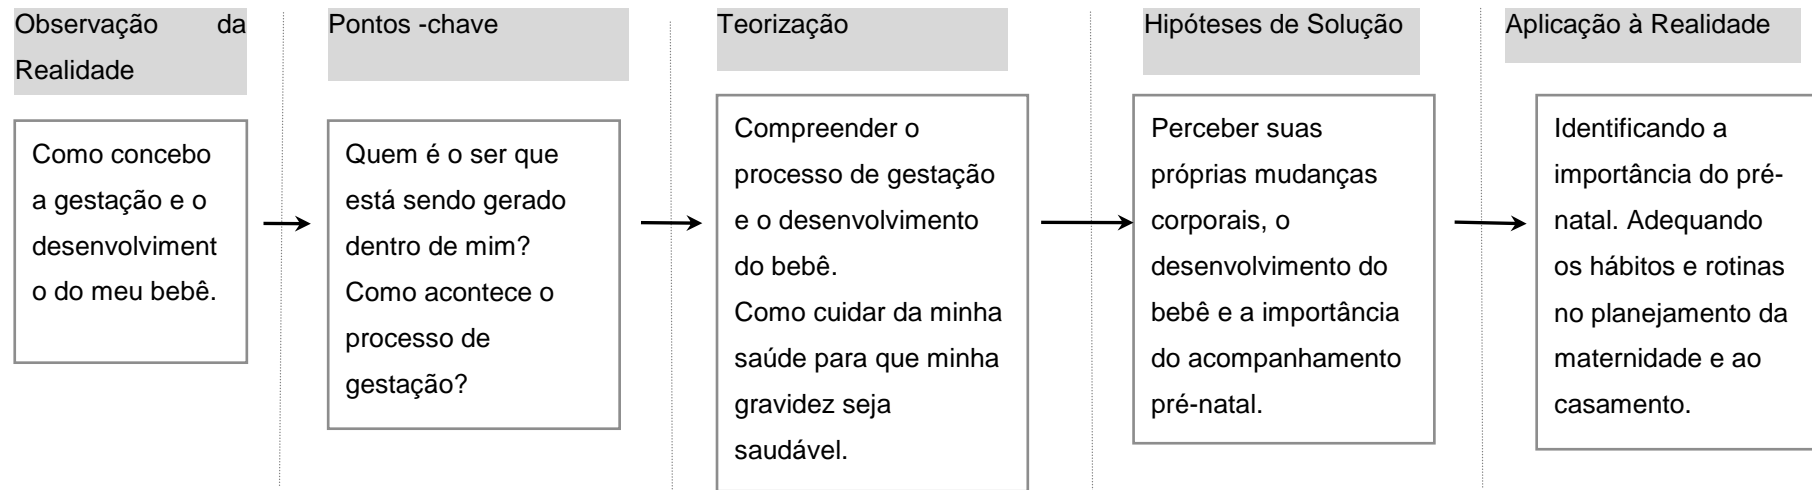 Observação da
Realidade
Como concebo
a gestação e o
desenvolviment
o do meu bebê.
Pontos -chave
Quem é o ser que
está sendo gerado
dentro de mim?
Como acontece o
processo de
gestação?
Teorização
Compreender o
processo de gestação
e o desenvolvimento
do bebê.
Como cuidar da minha
saúde para que minha
gravidez seja
saudável.
Hipóteses de Solução
Perceber suas
próprias mudanças
corporais, o
desenvolvimento do
bebê e a importância
do acompanhamento
pré-natal.
Aplicação à Realidade
Identificando a
importância do pré-
natal. Adequando
os hábitos e rotinas
no planejamento da
maternidade e ao
casamento.